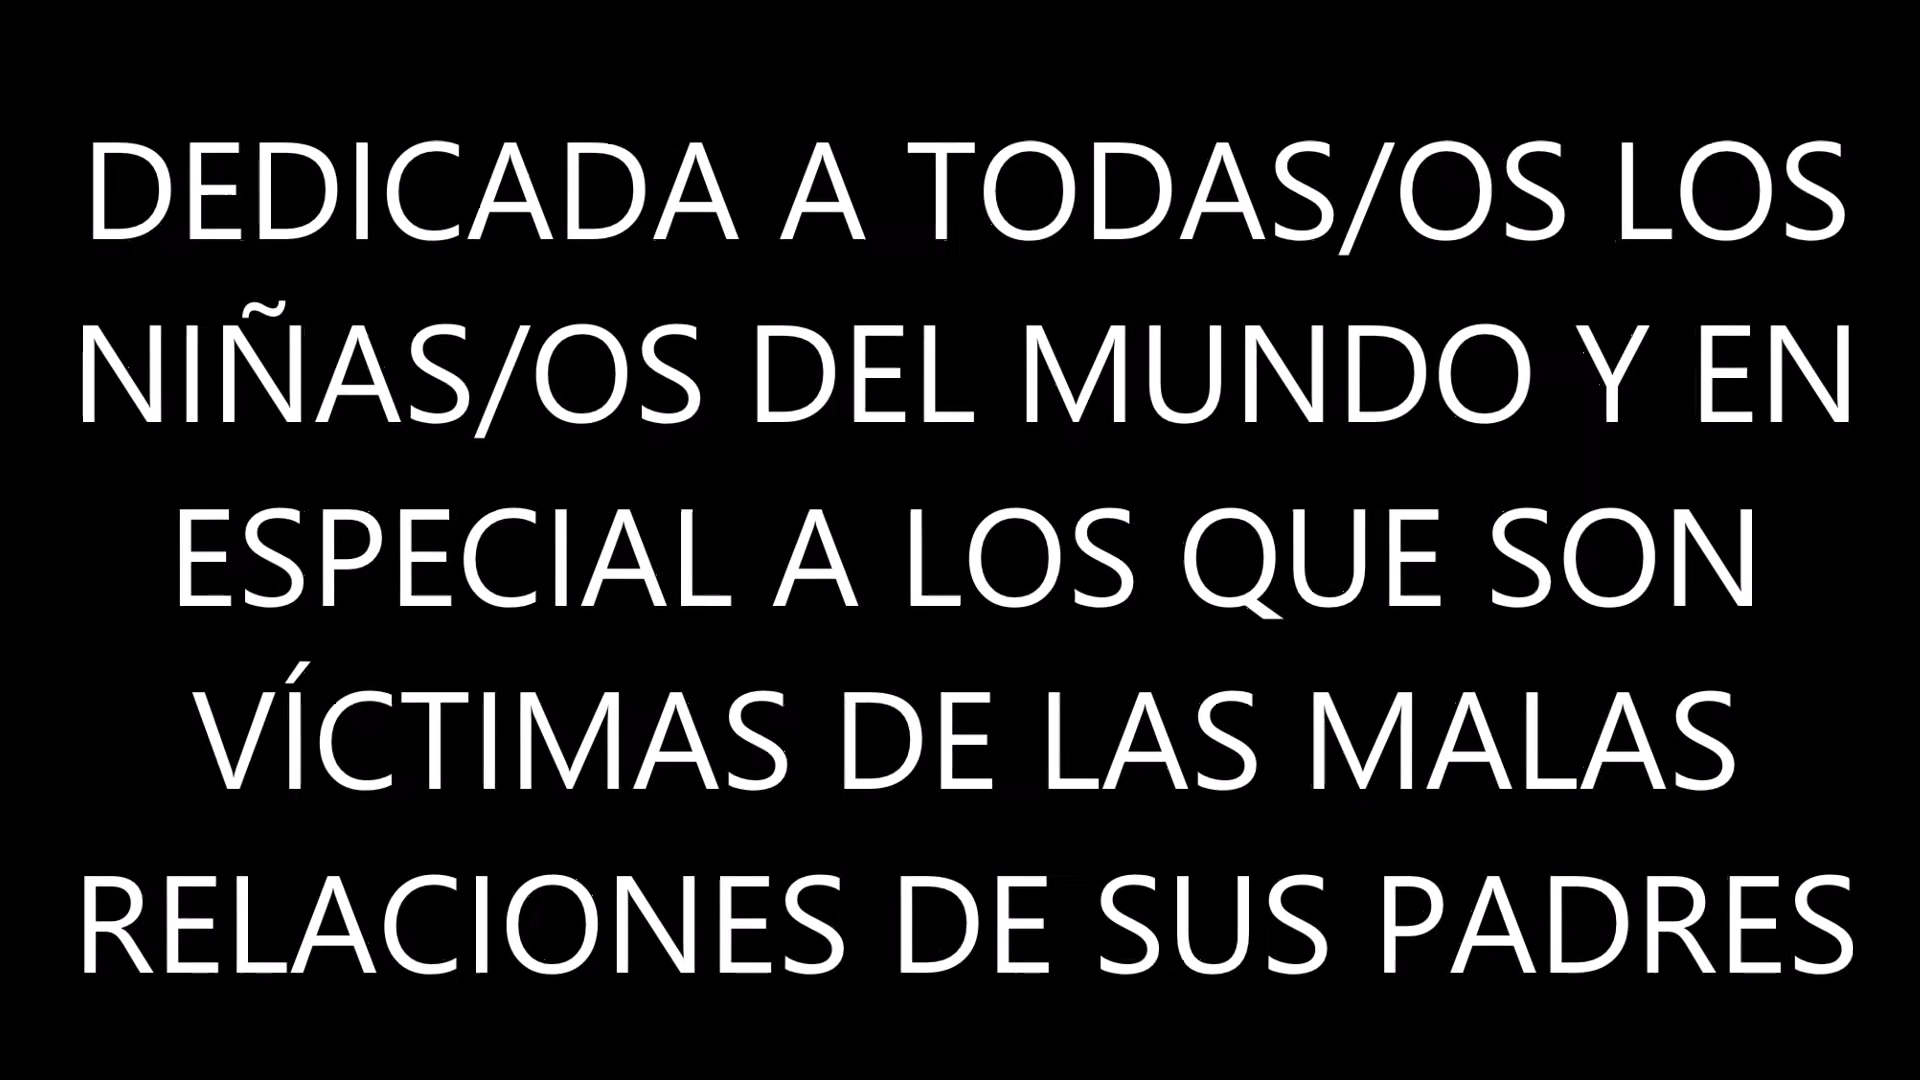 DEDICADA A TODAS/OS LOS
NIÑAS/OS DEL MUNDO Y EN
ESPECIAL A LOS QUE SON
VÍCTIMAS DE LAS MALAS
RELACIONES DE SUS PADRES